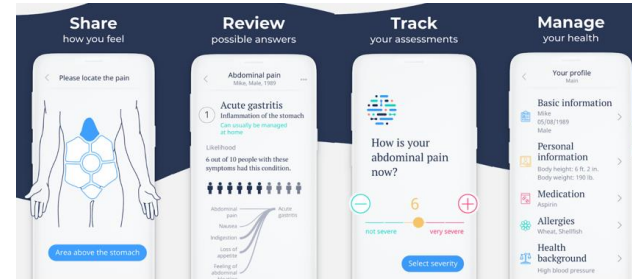 Share
how you feel
Please locate the pain
Area above the stomach
Review
possible answers
Abdominal pain
Mike, Male, 1989
1
Acute gastritis
Inflammation of the stomach
Can usually be managed
at home
Likelihood
6 out of 10 people with these
symptoms had this condition.
Abdominal
pain
Acute
gastritis
Nausea
Indigestion
Loss of
appetite
Feeling of
abdominal
Track
your assessments
How is your
abdominal pain
now?
6
not severe
very severe
Select severity
Manage
your health
Your profile
Main
Basic information
Mike
05/08/1989
Male
Personal
information
Body height: 6 ft. 2 in.
Body weight: 190 lb.
Medication
Aspirin
Allergies
Wheat, Shellfish
Health
background
High blood pressure